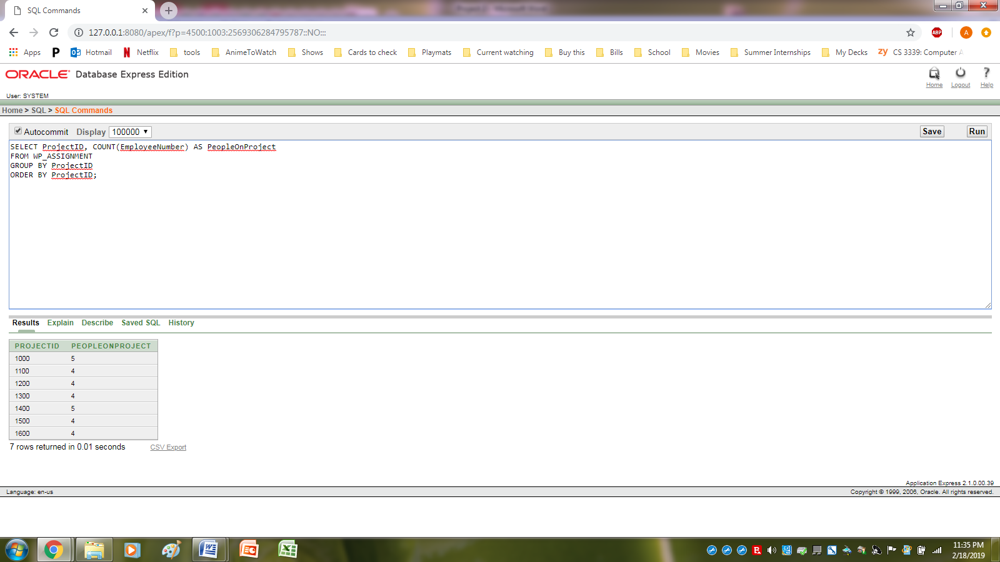 SQL Commands
127.0.0.1:8080/apex/f?p=4500:1003:2569306284795787::NO:::
ABP
A
Apps
P
Hotmail
N Netflix
tools
AnimeToWatch
Shows
Cards to check
Playmats
Current watching
Buy this
Bills
School
Movies
Summer Internships
My Decks
zy CS 3339: Computer A
ORACLE Database Express Edition
Home
Logout
? Help
User: SYSTEM
Home > SQL > SQL Commands
Autocommit Display 100000
Save
Run
SELECT ProjectID, COUNT(EmployeeNumber) AS PeopleOnProject
FROM WP_ASSIGNMENT
GROUP BY ProjectID
ORDER BY ProjectID;
Results Explain Describe Saved SQL History
PROJECTID PEOPLEONPROJECT
1000 5
1100 4
1200 4
1300 4
1400 5
1500 4
1600 4
7 rows returned in 0.01 seconds
CSV Export
Application Express 2.1.0.00.39
Language: en-us
Copyright © 1999, 2006, Oracle. All rights reserved.
11:35 PM
2/18/2019